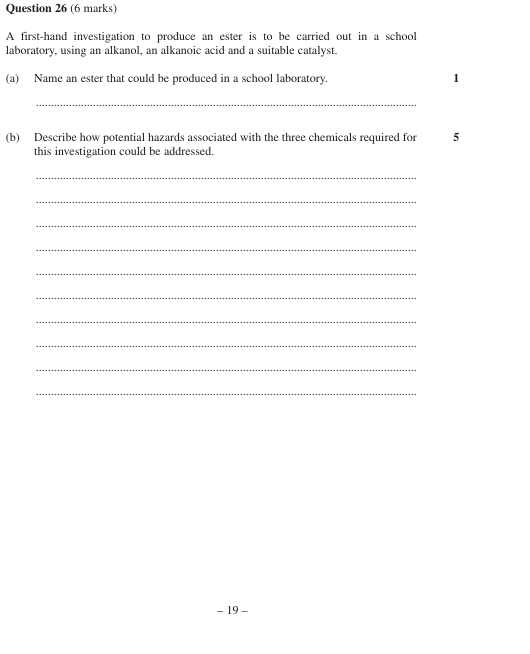 Question 26 (6 marks)
A first-hand investigation to produce an ester is to be carried out in a school
laboratory, using an alkanol, an alkanoic acid and a suitable catalyst.
(a) Name an ester that could be produced in a school laboratory. 1
................................................................................................................................
(b) Describe how potential hazards associated with the three chemicals required for 5
this investigation could be addressed.
................................................................................................................................
................................................................................................................................
................................................................................................................................
................................................................................................................................
................................................................................................................................
................................................................................................................................
................................................................................................................................
................................................................................................................................
................................................................................................................................
................................................................................................................................
– 19 –